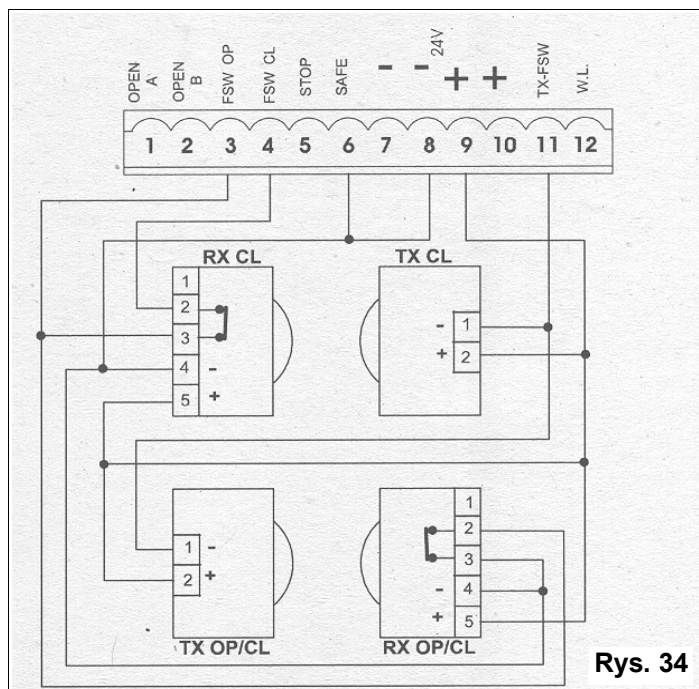 OPEN A
OPEN B
FSW OP
FSW CL
STOP
SAFE
-
-
24V
+
+
TX-FSW
W.L.
1 2 3 4 5 6 7 8 9 10 11 12
RX CL
1
2
3
4 -
5 +
TX CL
- 1
+ 2
1 -
2 +
TX OP/CL
1
2
3
- 4
+ 5
RX OP/CL
Rys. 34